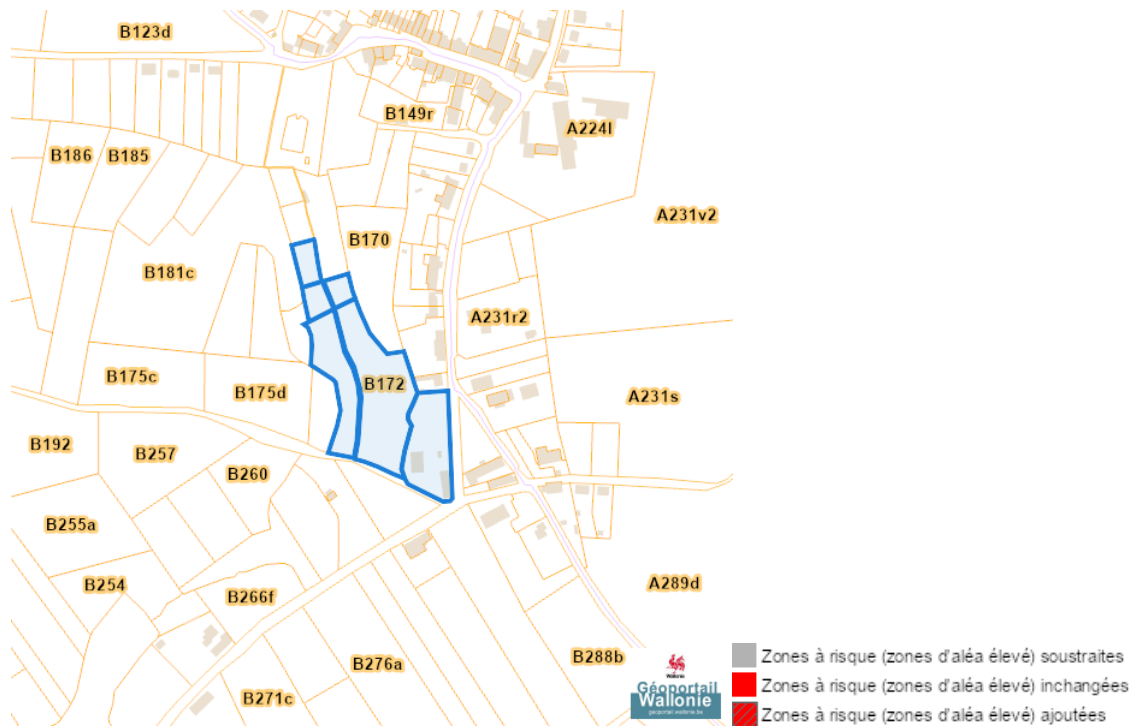 B123d
B149r
A224l
B186
B185
A231v2
B170
B181c
A231r2
B175c
B172
B175d
A231s
B192
B257
B260
B255a
B254
B266f
A289d
B276a
B288b
B271c
Wallonie
Géoportail
Wallonie
geoportail.wallonie.be
Zones à risque (zones d'aléa élevé) soustraites
Zones à risque (zones d'aléa élevé) inchangées
Zones à risque (zones d'aléa élevé) ajoutées